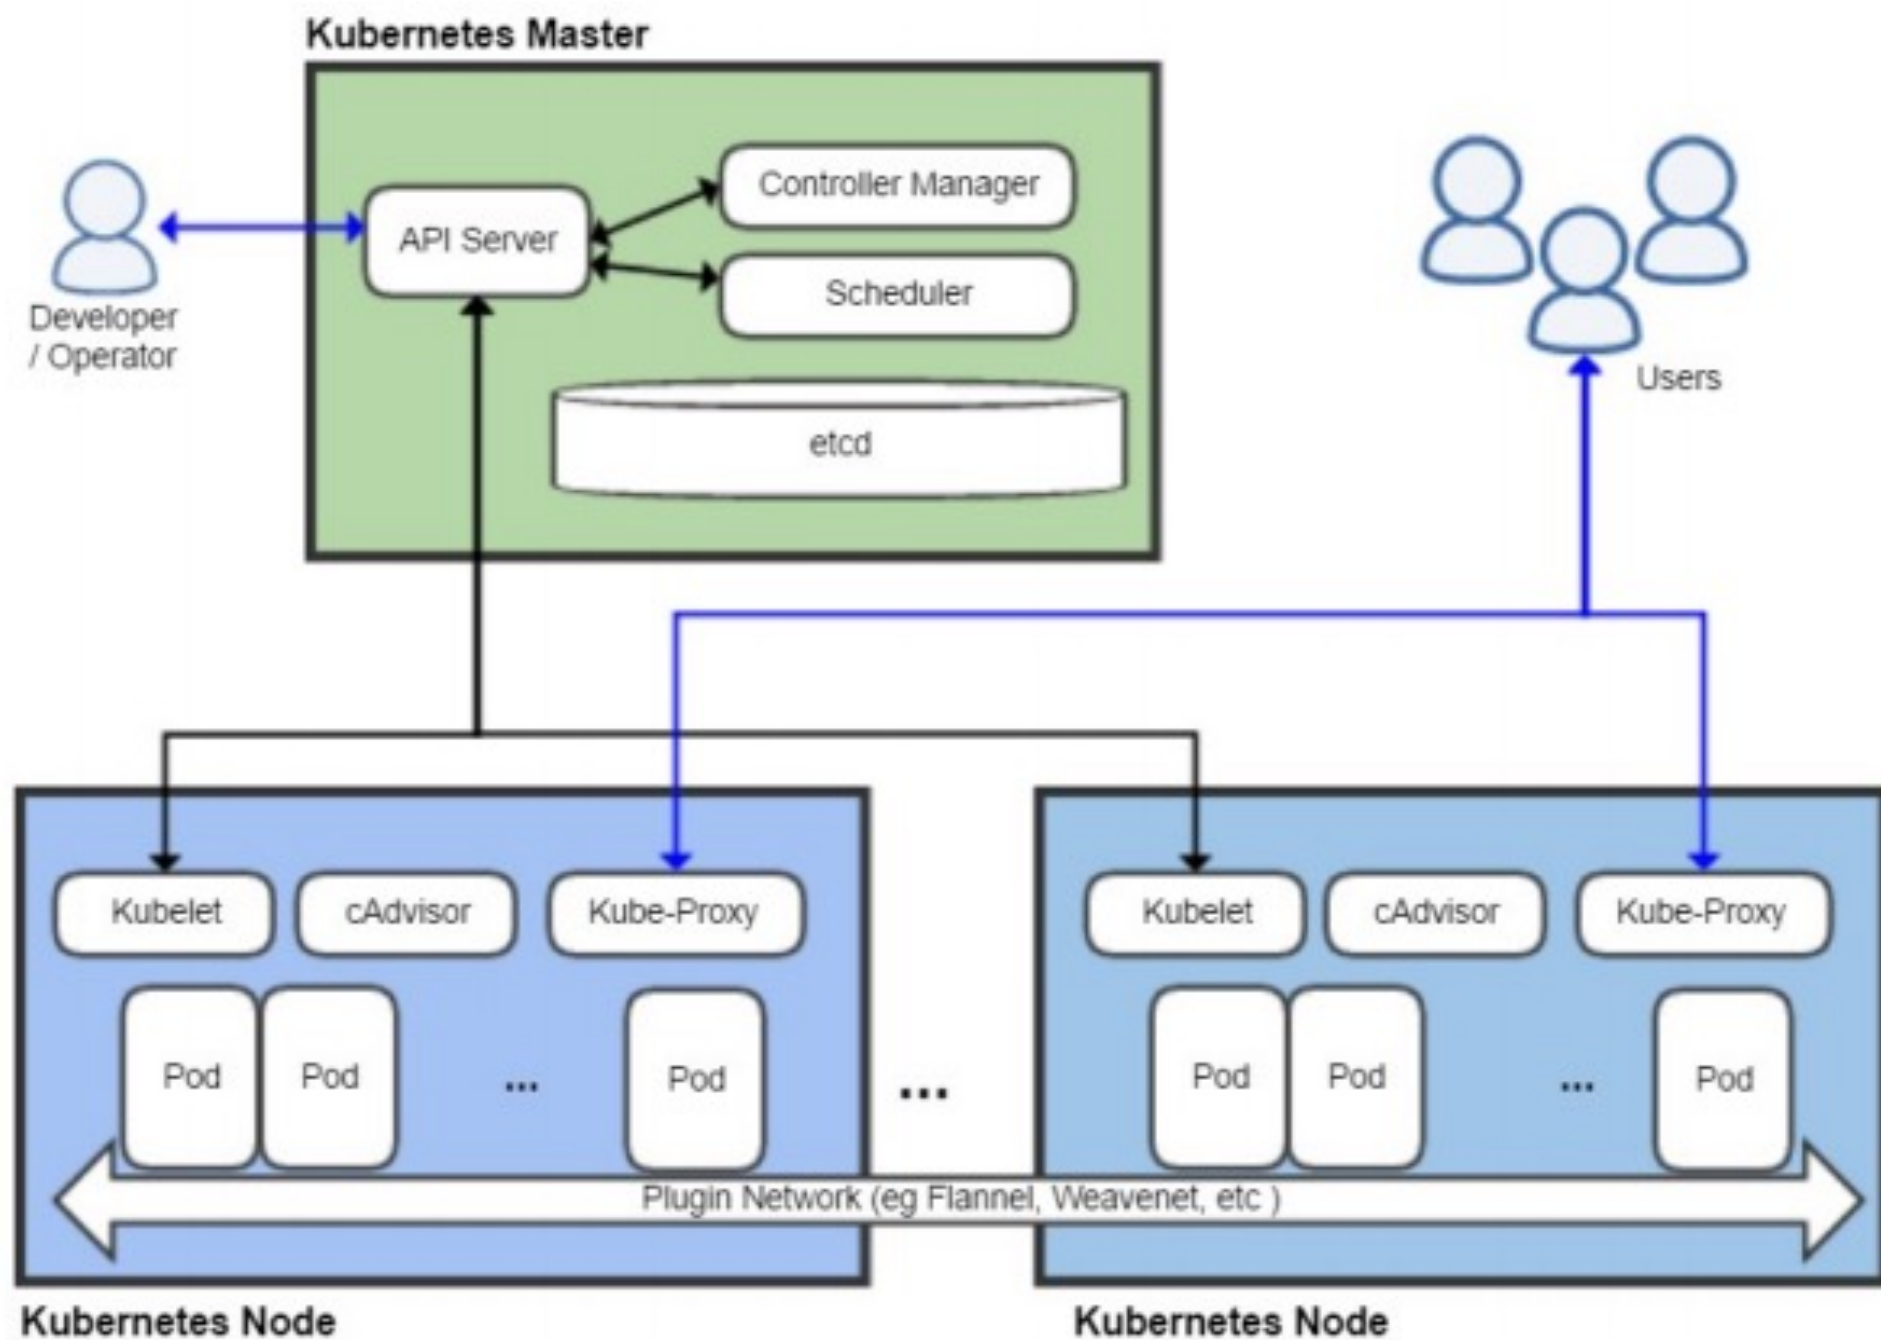 Kubernetes Master
API Server
Controller Manager
Scheduler
etcd
Developer
/ Operator
Users
Kubelet
cAdvisor
Kube-Proxy
Pod
Pod
...
Pod
...
Kubelet
cAdvisor
Kube-Proxy
Pod
Pod
...
Pod
Plugin Network (eg Flannel, Weavenet, etc )
Kubernetes Node
Kubernetes Node